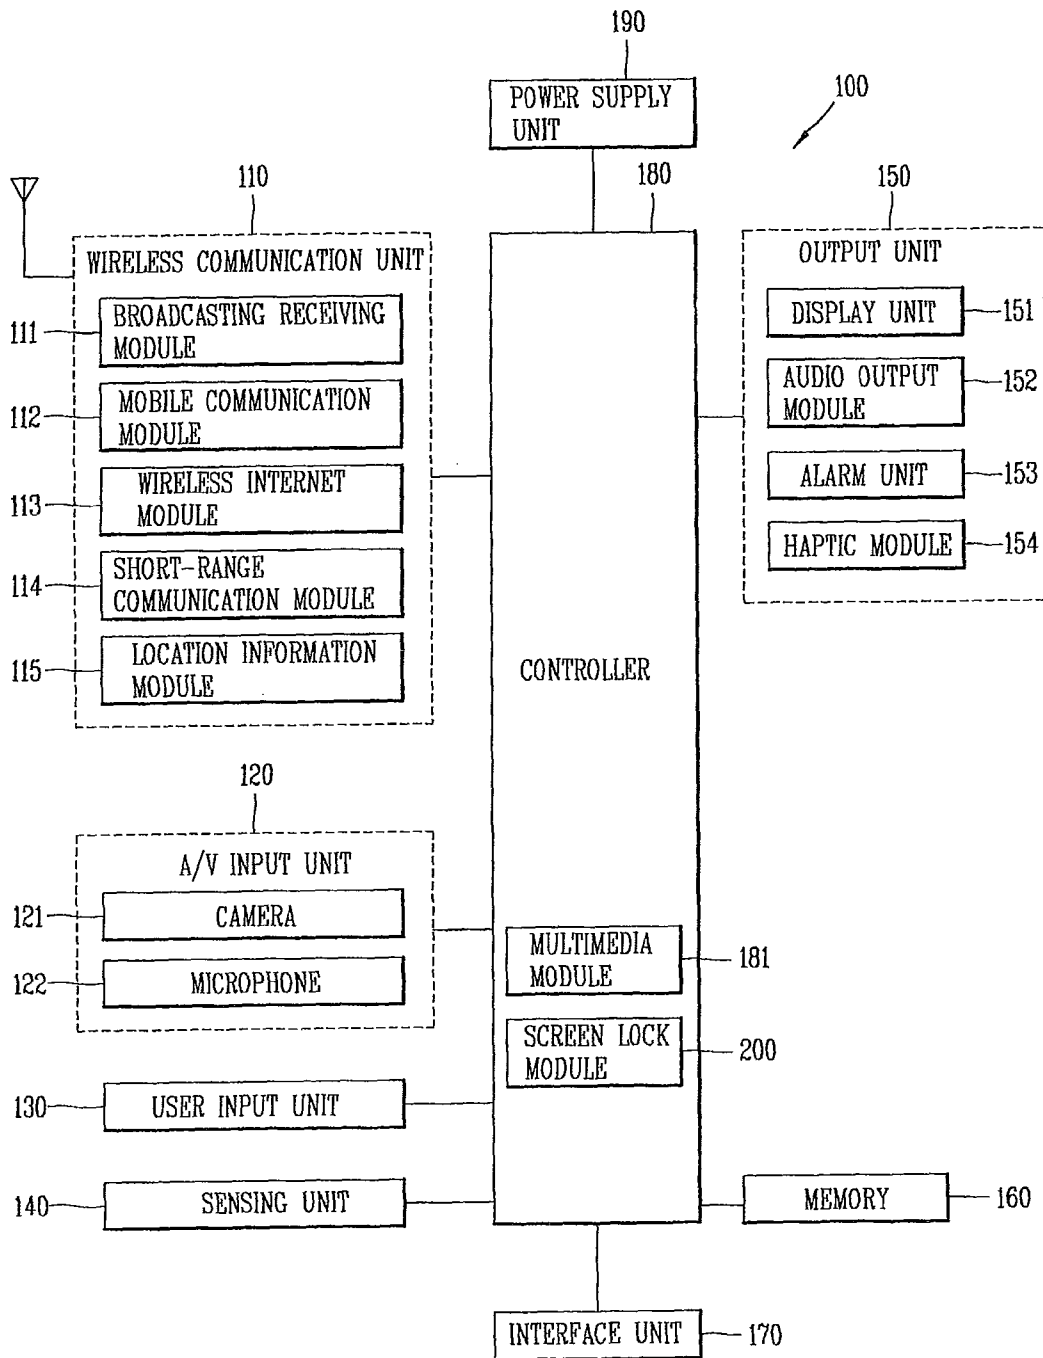 190
POWER SUPPLY
UNIT
100
110
180
150
WIRELESS COMMUNICATION UNIT
111
BROADCASTING RECEIVING
MODULE
112
MOBILE COMMUNICATION
MODULE
113
WIRELESS INTERNET
MODULE
114
SHORT-RANGE
COMMUNICATION MODULE
115
LOCATION INFORMATION
MODULE
OUTPUT UNIT
DISPLAY UNIT
151
AUDIO OUTPUT
MODULE
152
ALARM UNIT
153
HAPTIC MODULE
154
CONTROLLER
120
A/V INPUT UNIT
121
CAMERA
122
MICROPHONE
MULTIMEDIA
MODULE
181
SCREEN LOCK
MODULE
200
130
USER INPUT UNIT
140
SENSING UNIT
MEMORY
160
INTERFACE UNIT
170